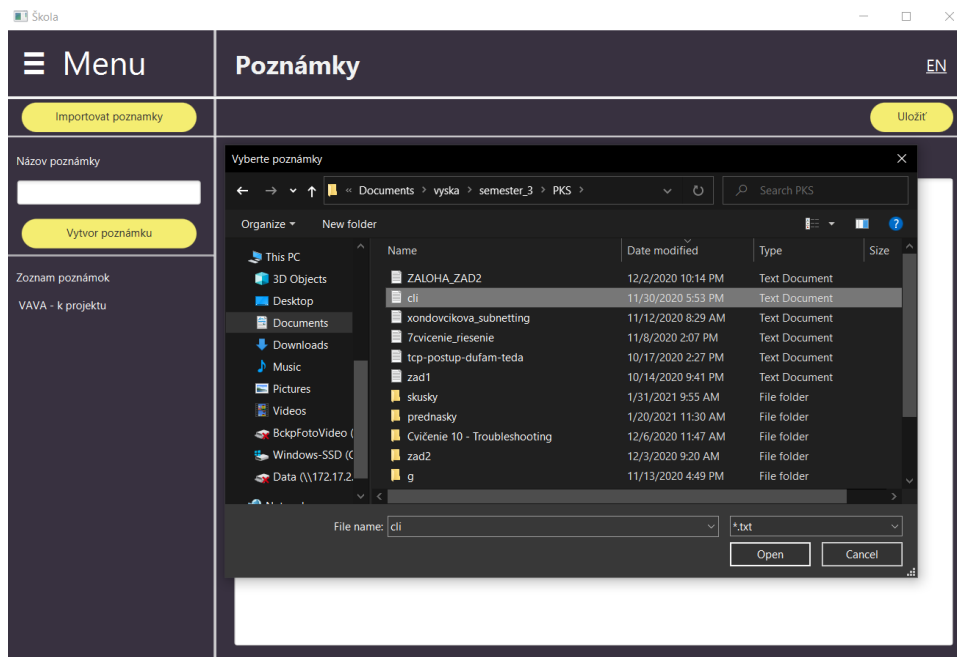 Škola
Menu
Poznámky
EN
Importovat poznamky
Uložiť
Názov poznámky
Vytvor poznámku
Zoznam poznámok
VAVA - k projektu
Vyberte poznámky
« Documents > vyska > semester_3 > PKS >
Search PKS
Organize New folder
This PC
3D Objects
Desktop
Documents
Downloads
Music
Pictures
Videos
BckpFotoVideo (
Windows-SSD (C
Data (\\172.17.2.
Name Date modified Type Size
ZALOHA_ZAD2 12/2/2020 10:14 PM Text Document
cli 11/30/2020 5:53 PM Text Document
xondovcikova_subnetting 11/12/2020 8:29 AM Text Document
7cvicenie_riesenie 11/8/2020 2:07 PM Text Document
tcp-postup-dufam-teda 10/17/2020 2:27 PM Text Document
zad1 10/14/2020 9:41 PM Text Document
skusky 1/31/2021 9:55 AM File folder
prednasky 1/20/2021 11:30 AM File folder
Cvičenie 10 - Troubleshooting 12/6/2020 11:47 AM File folder
zad2 12/3/2020 9:20 AM File folder
g 11/13/2020 4:49 PM File folder
File name: cli
*.txt
Open
Cancel